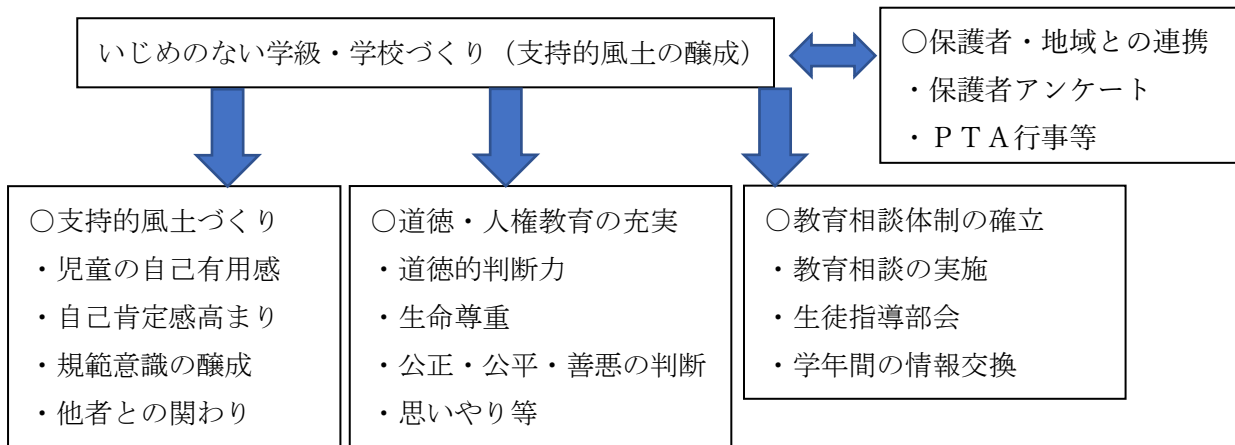 いじめのない学級・学校づくり（支持的風土の醸成）
〇保護者・地域との連携
・保護者アンケート
・ＰＴＡ行事等
〇支持的風土づくり
・児童の自己有用感
・自己肯定感高まり
・規範意識の醸成
・他者との関わり
〇道徳・人権教育の充実
・道徳的判断力
・生命尊重
・公正・公平・善悪の判断
・思いやり等
〇教育相談体制の確立
・教育相談の実施
・生徒指導部会
・学年間の情報交換